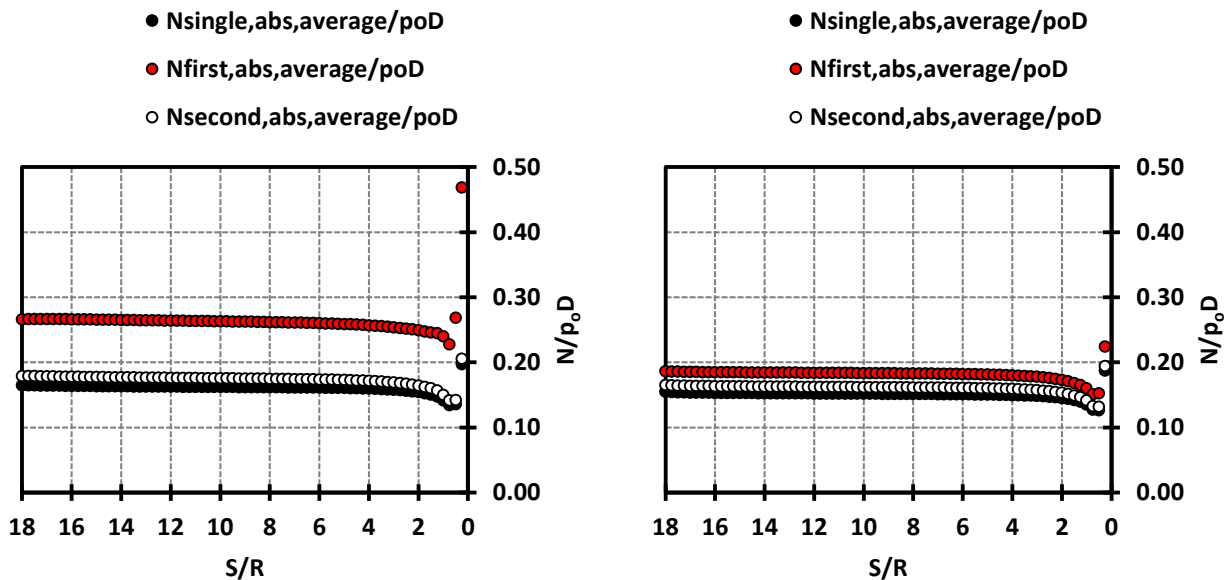 Nsingle,abs,average/poD
Nfirst,abs,average/poD
Nsecond,abs,average/poD
0.50
0.40
0.30
0.20
0.10
0.00
N/poD
18 16 14 12 10 8 6 4 2 0
S/R
Nsingle,abs,average/poD
Nfirst,abs,average/poD
Nsecond,abs,average/poD
0.50
0.40
0.30
0.20
0.10
0.00
N/poD
18 16 14 12 10 8 6 4 2 0
S/R